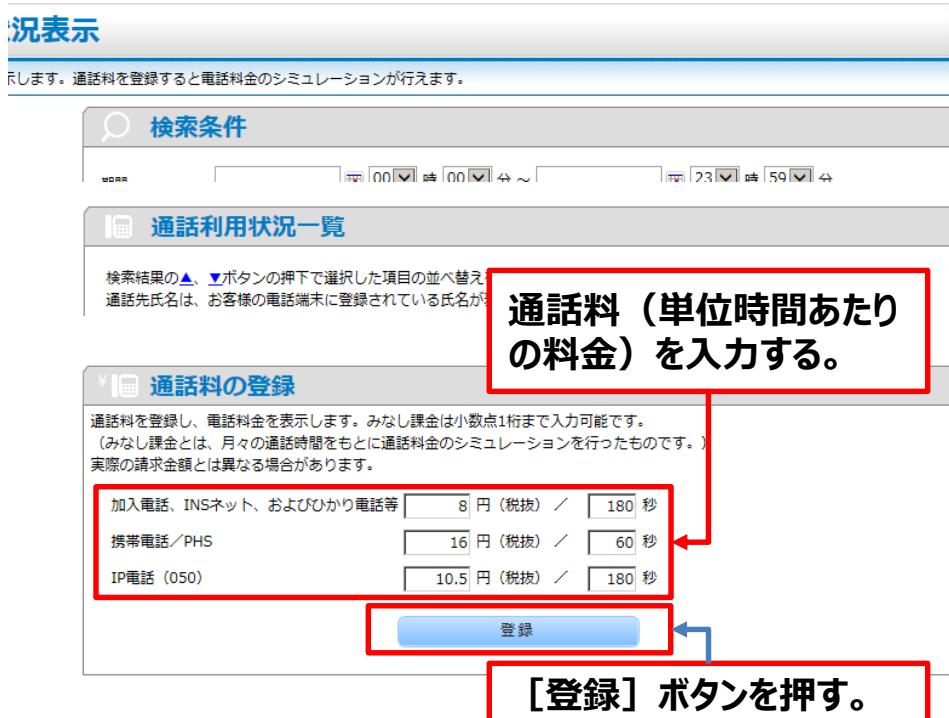 況表示
示します。通話料を登録すると電話料金のシミュレーションが行えます。
検索条件
期間 00 時 00 分 ～ 23 時 59 分
通話利用状況一覧
検索結果の▲、▼ボタンの押下で選択した項目の並べ替え
通話先氏名は、お客様の電話端末に登録されている氏名が
通話料（単位時間あたり
の料金）を入力する。
¥ 通話料の登録
通話料を登録し、電話料金を表示します。みなし課金は小数点1桁まで入力可能です。
（みなし課金とは、月々の通話時間をもとに通話料金のシミュレーションを行ったものです。）
実際の請求金額とは異なる場合があります。
加入電話、INSネット、およびひかり電話等 8 円（税抜）／ 180 秒
携帯電話／PHS 16 円（税抜）／ 60 秒
IP電話（050） 10.5 円（税抜）／ 180 秒
登録
［登録］ボタンを押す。